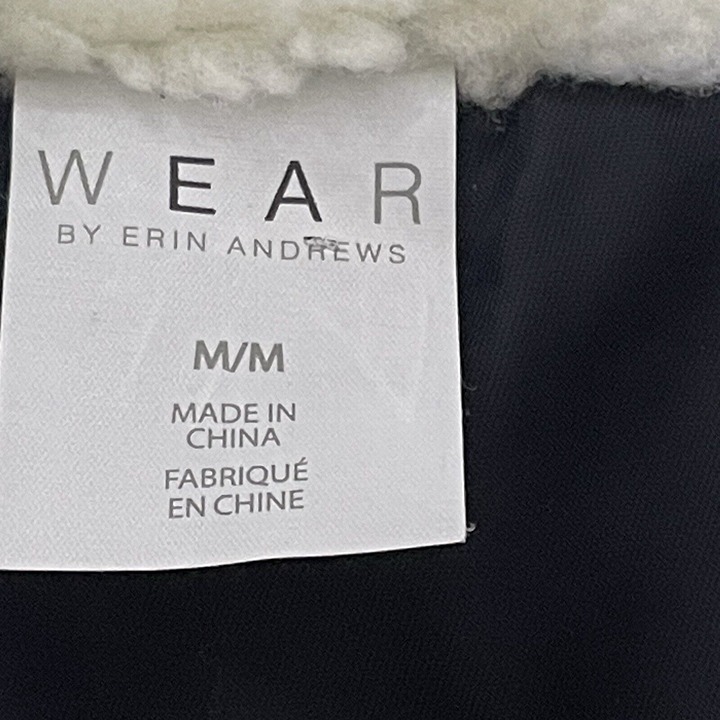 WEAR
BY ERIN ANDREWS
M/M
MADE IN
CHINA
FABRIQUÉ
EN CHINE